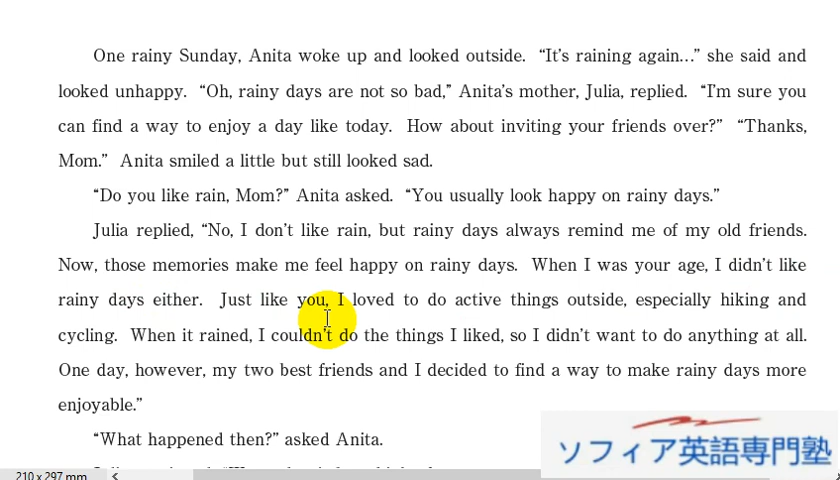 One rainy Sunday, Anita woke up and looked outside. “It’s raining again...” she said and
looked unhappy. “Oh, rainy days are not so bad,” Anita’s mother, Julia, replied. “I’m sure you
can find a way to enjoy a day like today. How about inviting your friends over?” “Thanks,
Mom.” Anita smiled a little but still looked sad.
“Do you like rain, Mom?” Anita asked. “You usually look happy on rainy days.”
Julia replied, “No, I don’t like rain, but rainy days always remind me of my old friends.
Now, those memories make me feel happy on rainy days. When I was your age, I didn’t like
rainy days either. Just like you, I loved to do active things outside, especially hiking and
cycling. When it rained, I couldn’t do the things I liked, so I didn’t want to do anything at all.
One day, however, my two best friends and I decided to find a way to make rainy days more
enjoyable.”
“What happened then?” asked Anita.
ソフィア英語専門塾
210 x 297 mm